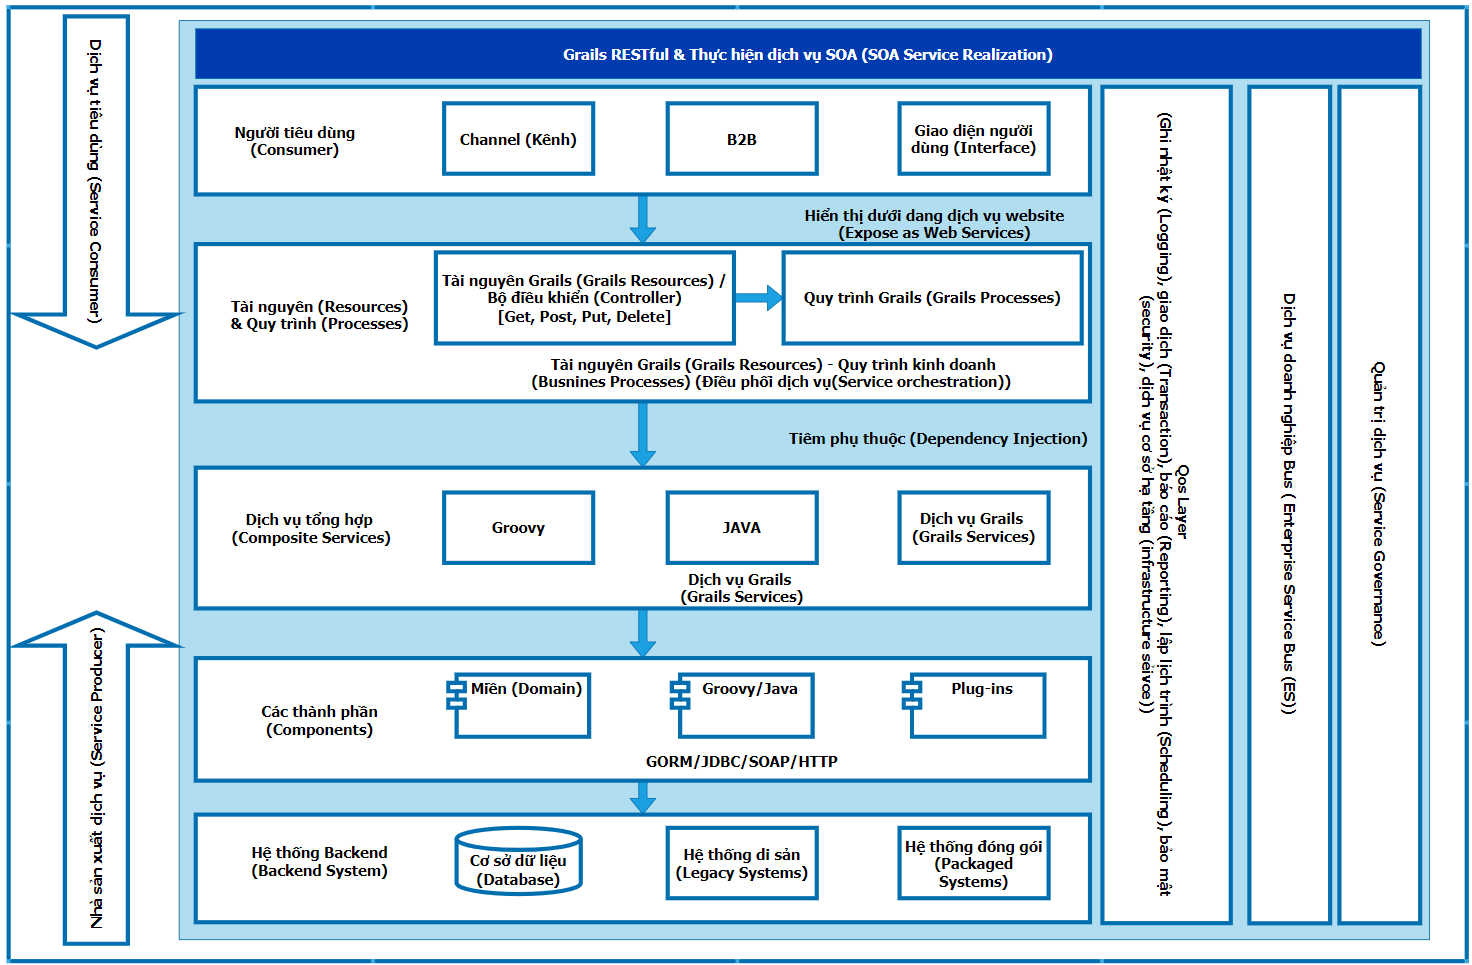 Grails RESTful & Thực hiện dịch vụ SOA (SOA Service Realization)
Dịch vụ tiêu dùng (Service Consumer)
Người tiêu dùng
(Consumer)
Channel (Kênh)
B2B
Giao diện người
dùng (Interface)
Hiển thị dưới dang dịch vụ website
(Expose as Web Services)
Tài nguyên (Resources)
& Quy trình (Processes)
Tài nguyên Grails (Grails Resources) /
Bộ điều khiển (Controller)
[Get, Post, Put, Delete]
Quy trình Grails (Grails Processes)
Tài nguyên Grails (Grails Resources) - Quy trình kinh doanh
(Busnines Processes) (Điều phối dịch vụ(Service orchestration))
Tiêm phụ thuộc (Dependency Injection)
Dịch vụ tổng hợp
(Composite Services)
Groovy
JAVA
Dịch vụ Grails
(Grails Services)
Dịch vụ Grails
(Grails Services)
Nhà sản xuất dịch vụ (Service Producer)
Các thành phần
(Components)
Miền (Domain)
Groovy/Java
Plug-ins
GORM/JDBC/SOAP/HTTP
Hệ thống Backend
(Backend System)
Cơ sở dữ liệu
(Database)
Hệ thống di sản
(Legacy Systems)
Hệ thống đóng gói
(Packaged
Systems)
Qos Layer
(Ghi nhật ký (Logging), giao dịch (Transaction), báo cáo (Reporting), lập lịch trình (Scheduling), bảo mật
(security), dịch vụ cơ sở hạ tầng (infrastructure sẻivce))
Dịch vụ doanh nghiệp Bus ( Enterprise Service Bus (ES))
Quản trị dịch vụ (Service Governance)